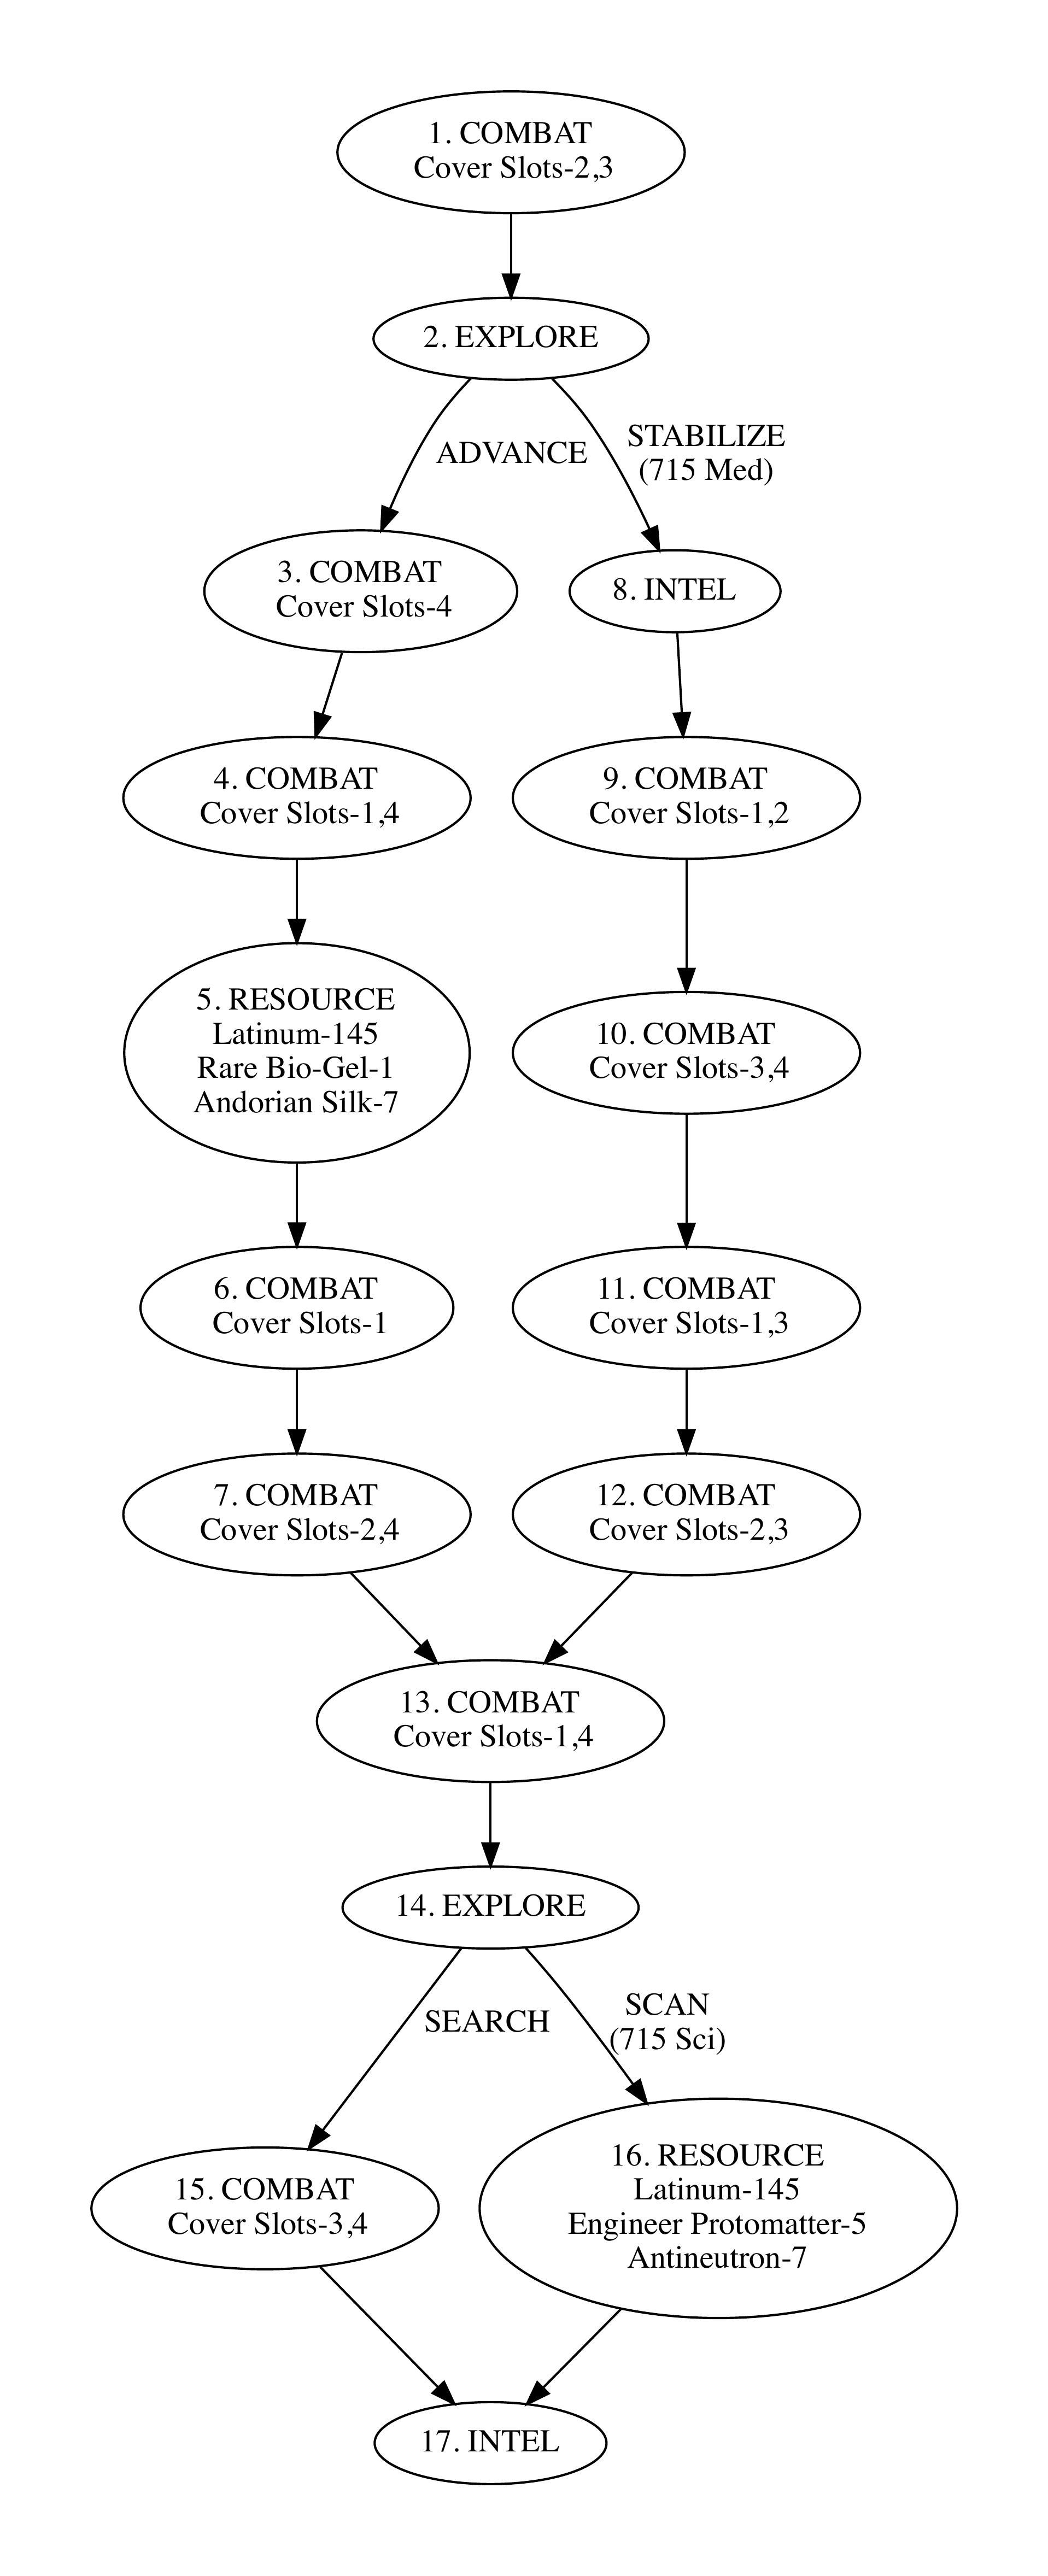 1. COMBAT
Cover Slots-2,3
2. EXPLORE
ADVANCE
STABILIZE
(715 Med)
3. COMBAT
Cover Slots-4
8. INTEL
4. COMBAT
Cover Slots-1,4
9. COMBAT
Cover Slots-1,2
5. RESOURCE
Latinum-145
Rare Bio-Gel-1
Andorian Silk-7
10. COMBAT
Cover Slots-3,4
6. COMBAT
Cover Slots-1
11. COMBAT
Cover Slots-1,3
7. COMBAT
Cover Slots-2,4
12. COMBAT
Cover Slots-2,3
13. COMBAT
Cover Slots-1,4
14. EXPLORE
SEARCH
SCAN
(715 Sci)
15. COMBAT
Cover Slots-3,4
16. RESOURCE
Latinum-145
Engineer Protomatter-5
Antineutron-7
17. INTEL